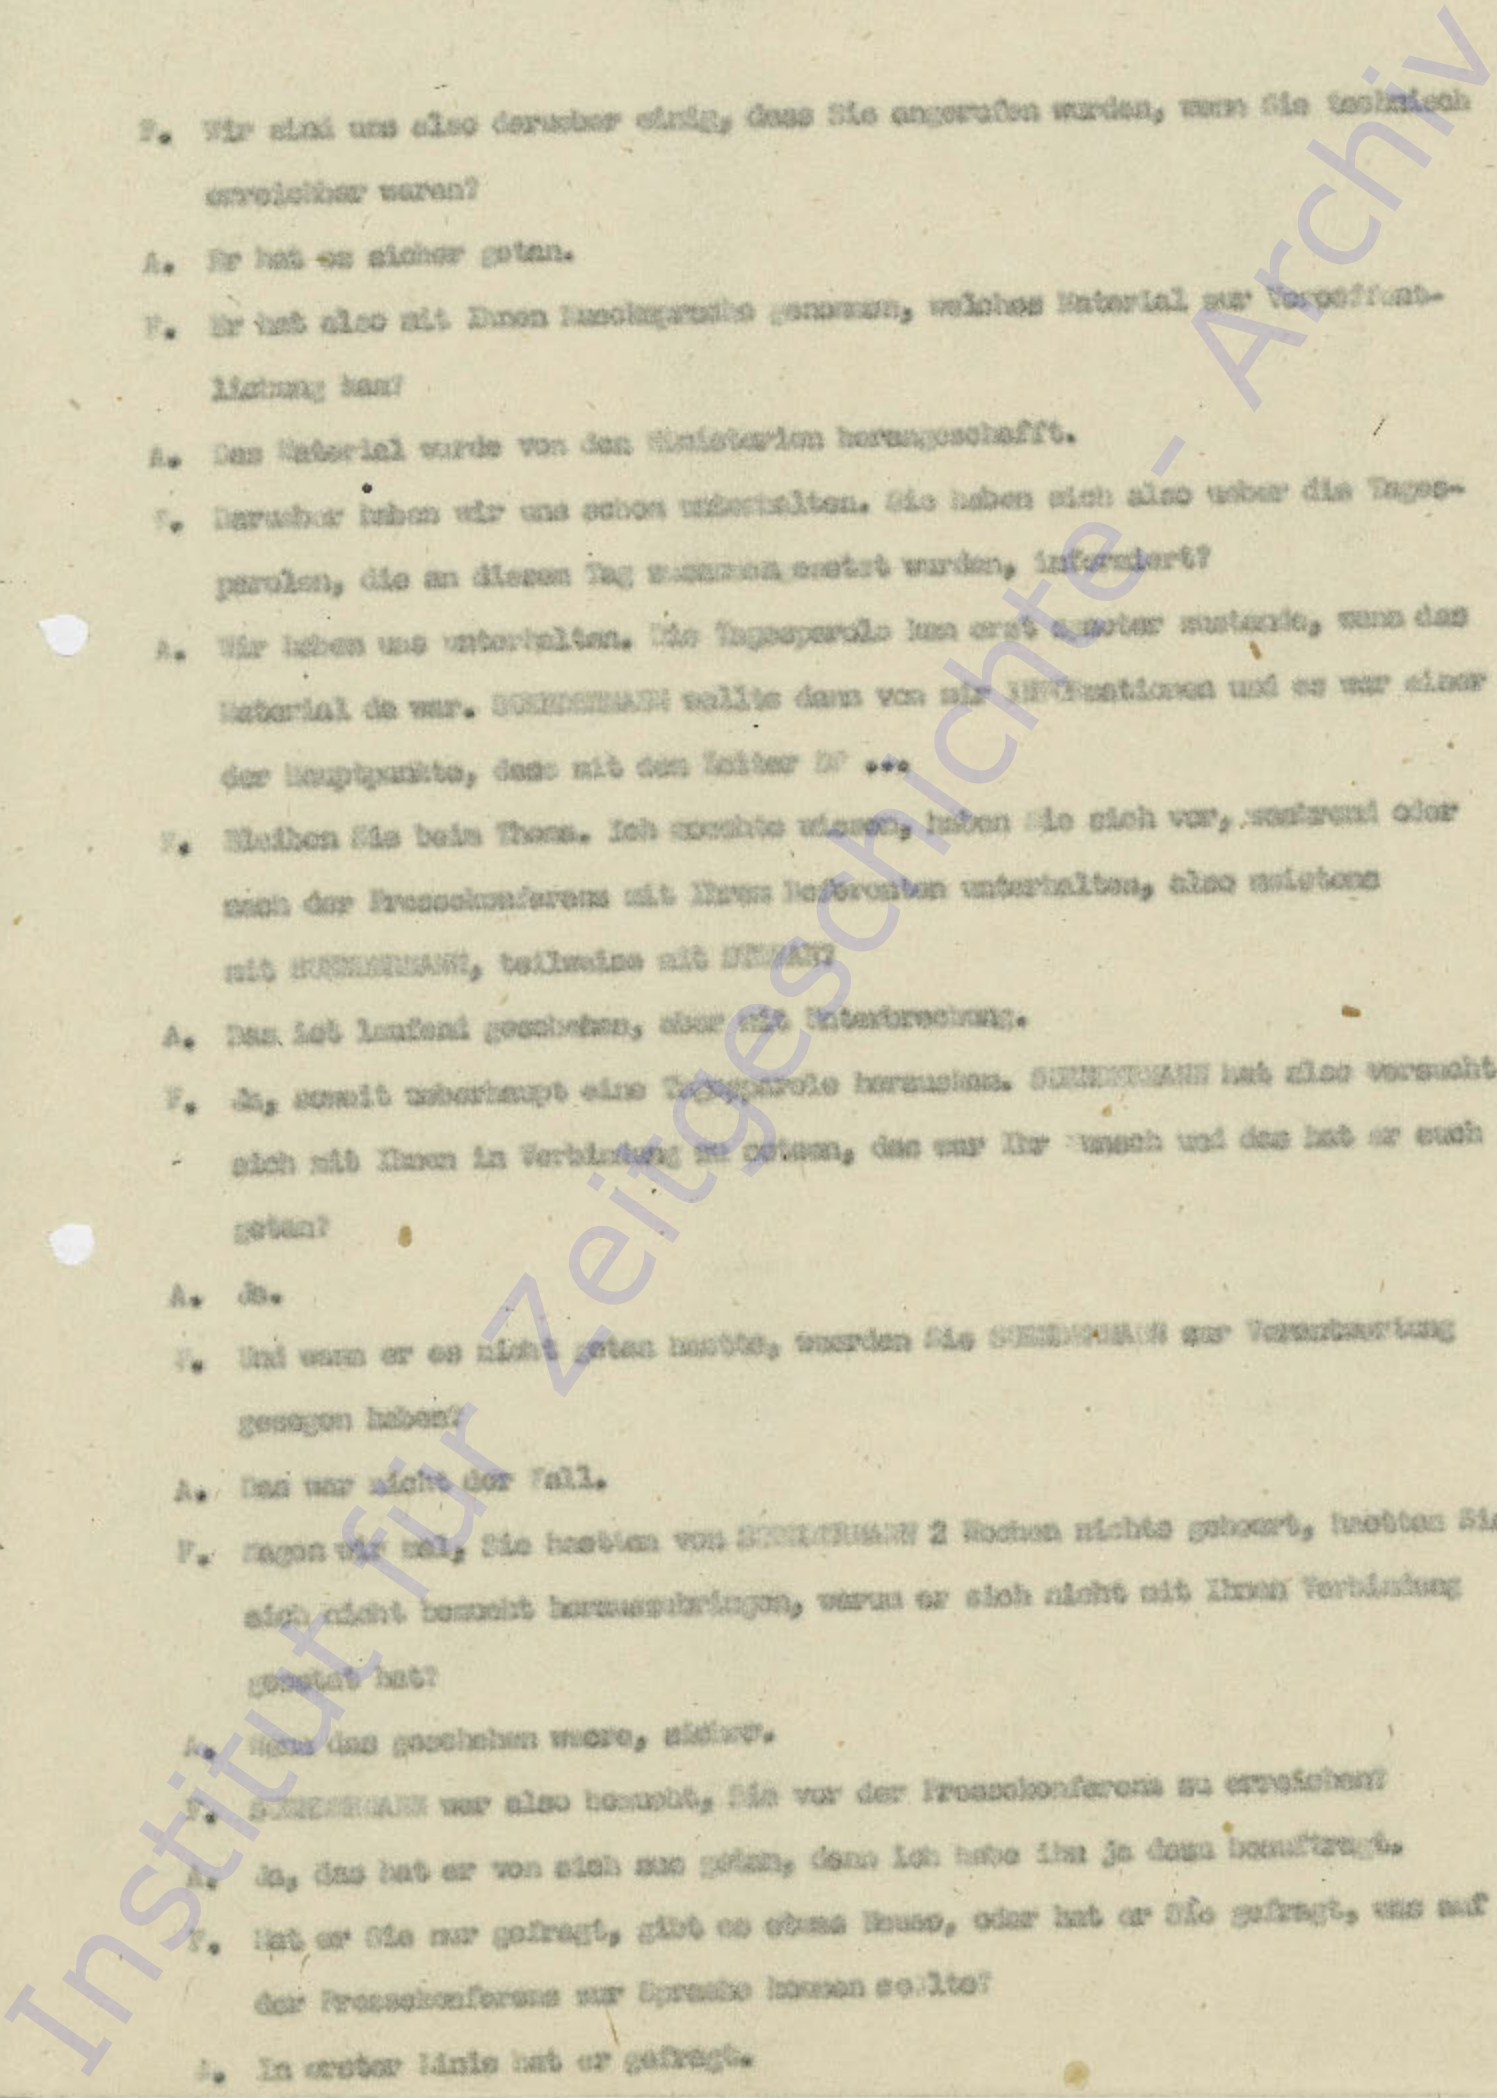 F. Wir sind uns also darueber einig, dass Sie angerufen wurden, wenn Sie technisch
erreichbar waren?
A. Er hat es sicher getan.
F. Er hat also mit Ihnen Ruecksprache genommen, welches Material zur Veroeffent-
lichung kam?
A. Das Material wurde von den Ministerien herangeschafft.
F. Darueber haben wir uns schon unterhalten. Sie haben sich also ueber die Tages-
parolen, die an diesem Tag zusammengesetzt wurden, informiert?
A. Wir haben uns unterhalten. Die Tagesparole kam erst spaeter zustande, wenn das
Material da war. SUENDERMANN wollte dann von mir INFORmationen und es war einer
der Hauptpunkte, dass mit dem Leiter DP ...
F. Bleiben Sie beim Thema. Ich moechte wissen, haben Sie sich vor, waehrend oder
nach der Pressekonferenz mit Ihrem Referenten unterhalten, also meistens
mit SUENDERMANN, teilweise mit
A. Das ist laufend geschehen, aber mit Unterbrechung.
F. Ja, soweit ueberhaupt eine Tagesparole herauskam. SUENDERMANN hat also versucht
sich mit Ihnen in Verbindung zu setzen, das war Ihr Wunsch und das hat er auch
getan?
A. Ja.
F. Und wenn er es nicht getan haette, wuerden Sie SUENDERMANN zur Verantwortung
gezogen haben?
A. Das war nicht der Fall.
F. Sagen wir mal, Sie haetten von SUENDERMANN 2 Wochen nichts gehoert, haetten Sie
sich nicht bemueht herauszubringen, warum er sich nicht mit Ihnen Verbindung
gesetzt hat?
A. Wenn das geschehen waere, sicher.
F. SUENDERMANN war also bemueht, Sie vor der Pressekonferenz zu erreichen?
A. Ja, das hat er von sich aus getan, denn ich habe ihn ja dazu beauftragt.
F. Hat er Sie nur gefragt, gibt es etwas Neues, oder hat er Sie gefragt, was auf
der Pressekonferenz zur Sprache kommen sollte?
A. In erster Linie hat er gefragt.
Institut für Zeitgeschichte - Archiv